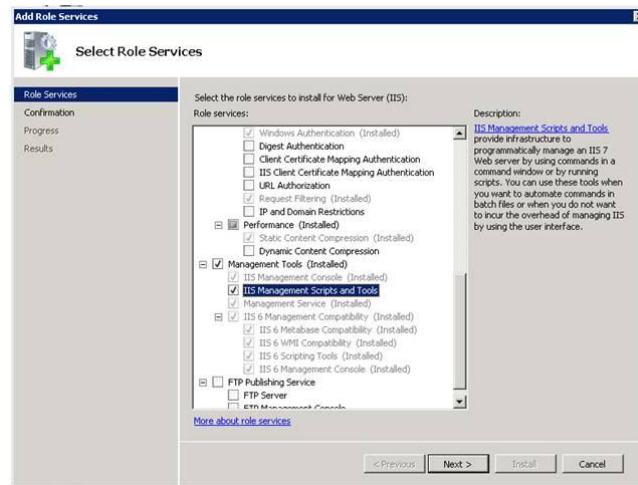 Add Role Services
Select Role Services
Role Services
Confirmation
Progress
Results
Select the role services to install for Web Server (IIS):
Role services:
Windows Authentication (Installed)
Digest Authentication
Client Certificate Mapping Authentication
IIS Client Certificate Mapping Authentication
URL Authorization
Request Filtering (Installed)
IP and Domain Restrictions
Performance (Installed)
Static Content Compression (Installed)
Dynamic Content Compression
Management Tools (Installed)
IIS Management Console (Installed)
IIS Management Scripts and Tools
Management Service (Installed)
IIS 6 Management Compatibility (Installed)
IIS 6 Metabase Compatibility (Installed)
IIS 6 WMI Compatibility (Installed)
IIS 6 Scripting Tools (Installed)
IIS 6 Management Console (Installed)
FTP Publishing Service
FTP Server
FTP Management Console
More about role services
Description:
IIS Management Scripts and Tools
provide infrastructure to
programmatically manage an IIS 7
Web server by using commands in a
command window or by running
scripts. You can use these tools when
you want to automate commands in
batch files or when you do not want
to incur the overhead of managing IIS
by using the user interface.
< Previous
Next >
Install
Cancel